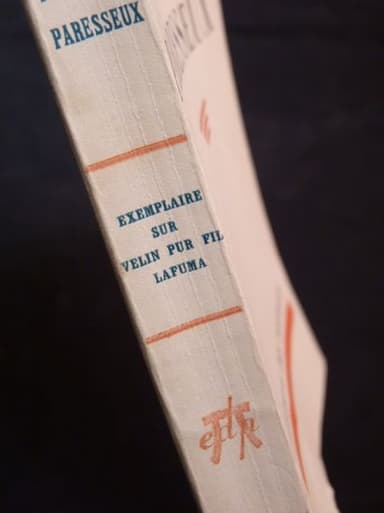 PARESSEUX
EXEMPLAIRE
SUR
VELIN PUR FIL
LAFUMA